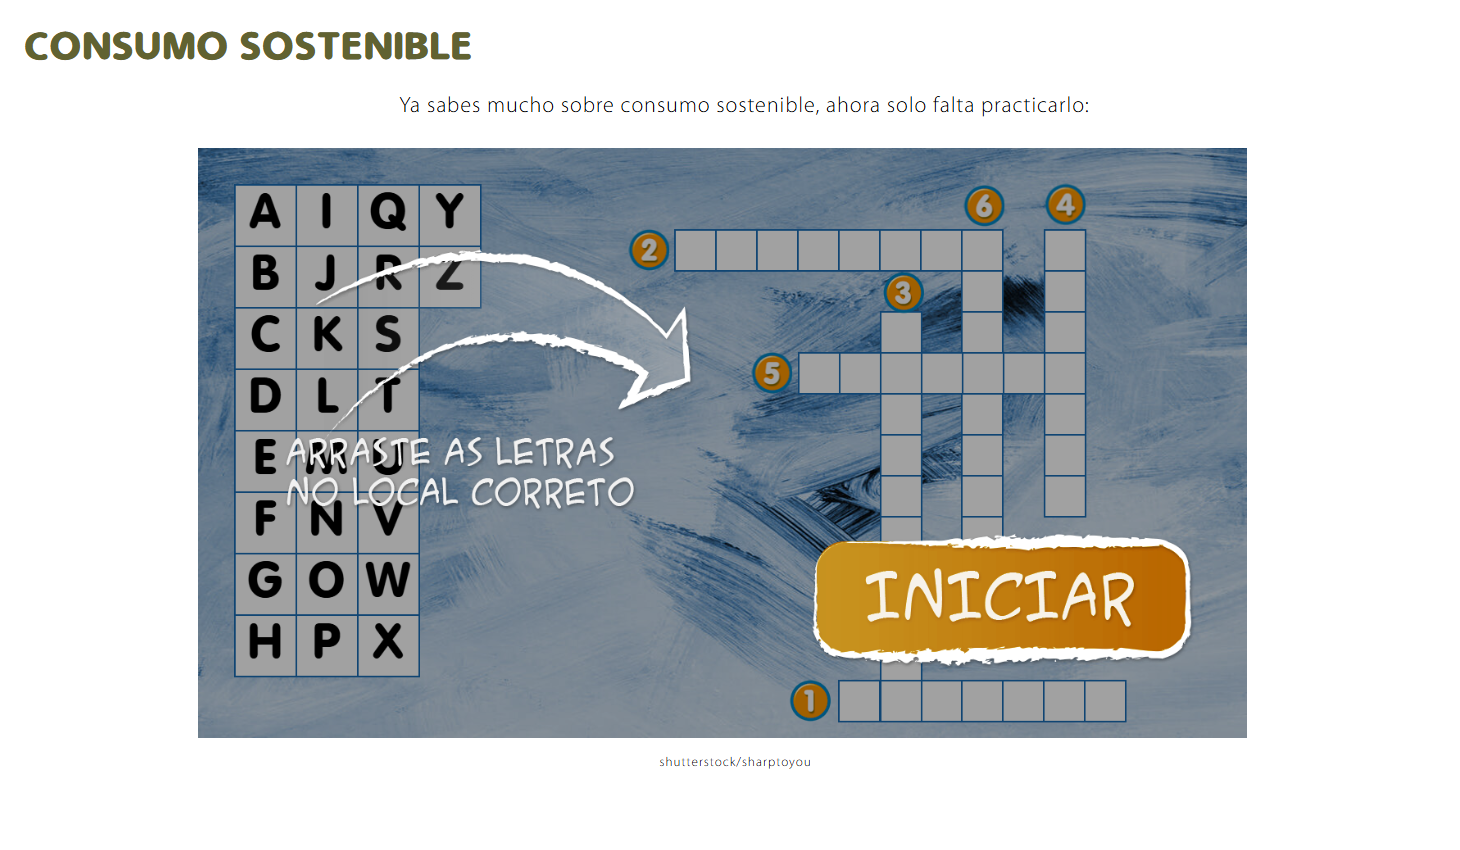 CONSUMO SOSTENIBLE
Ya sabes mucho sobre consumo sostenible, ahora solo falta practicarlo:
A I Q Y
B J R Z
C K S
D L T
E M U
F N V
G O W
H P X
ARRASTE AS LETRAS
NO LOCAL CORRETO
6 4
2
3
5
INICIAR
1
shutterstock/sharptoyou